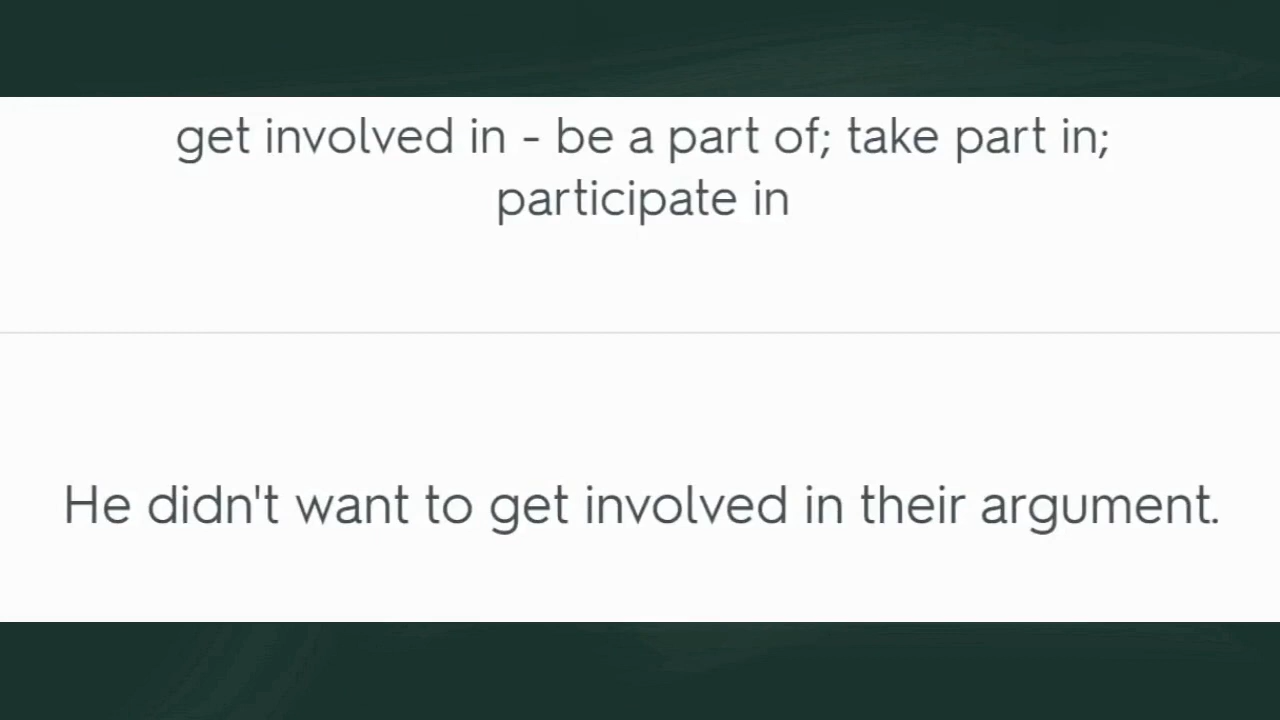 get involved in - be a part of; take part in;
participate in
He didn't want to get involved in their argument.